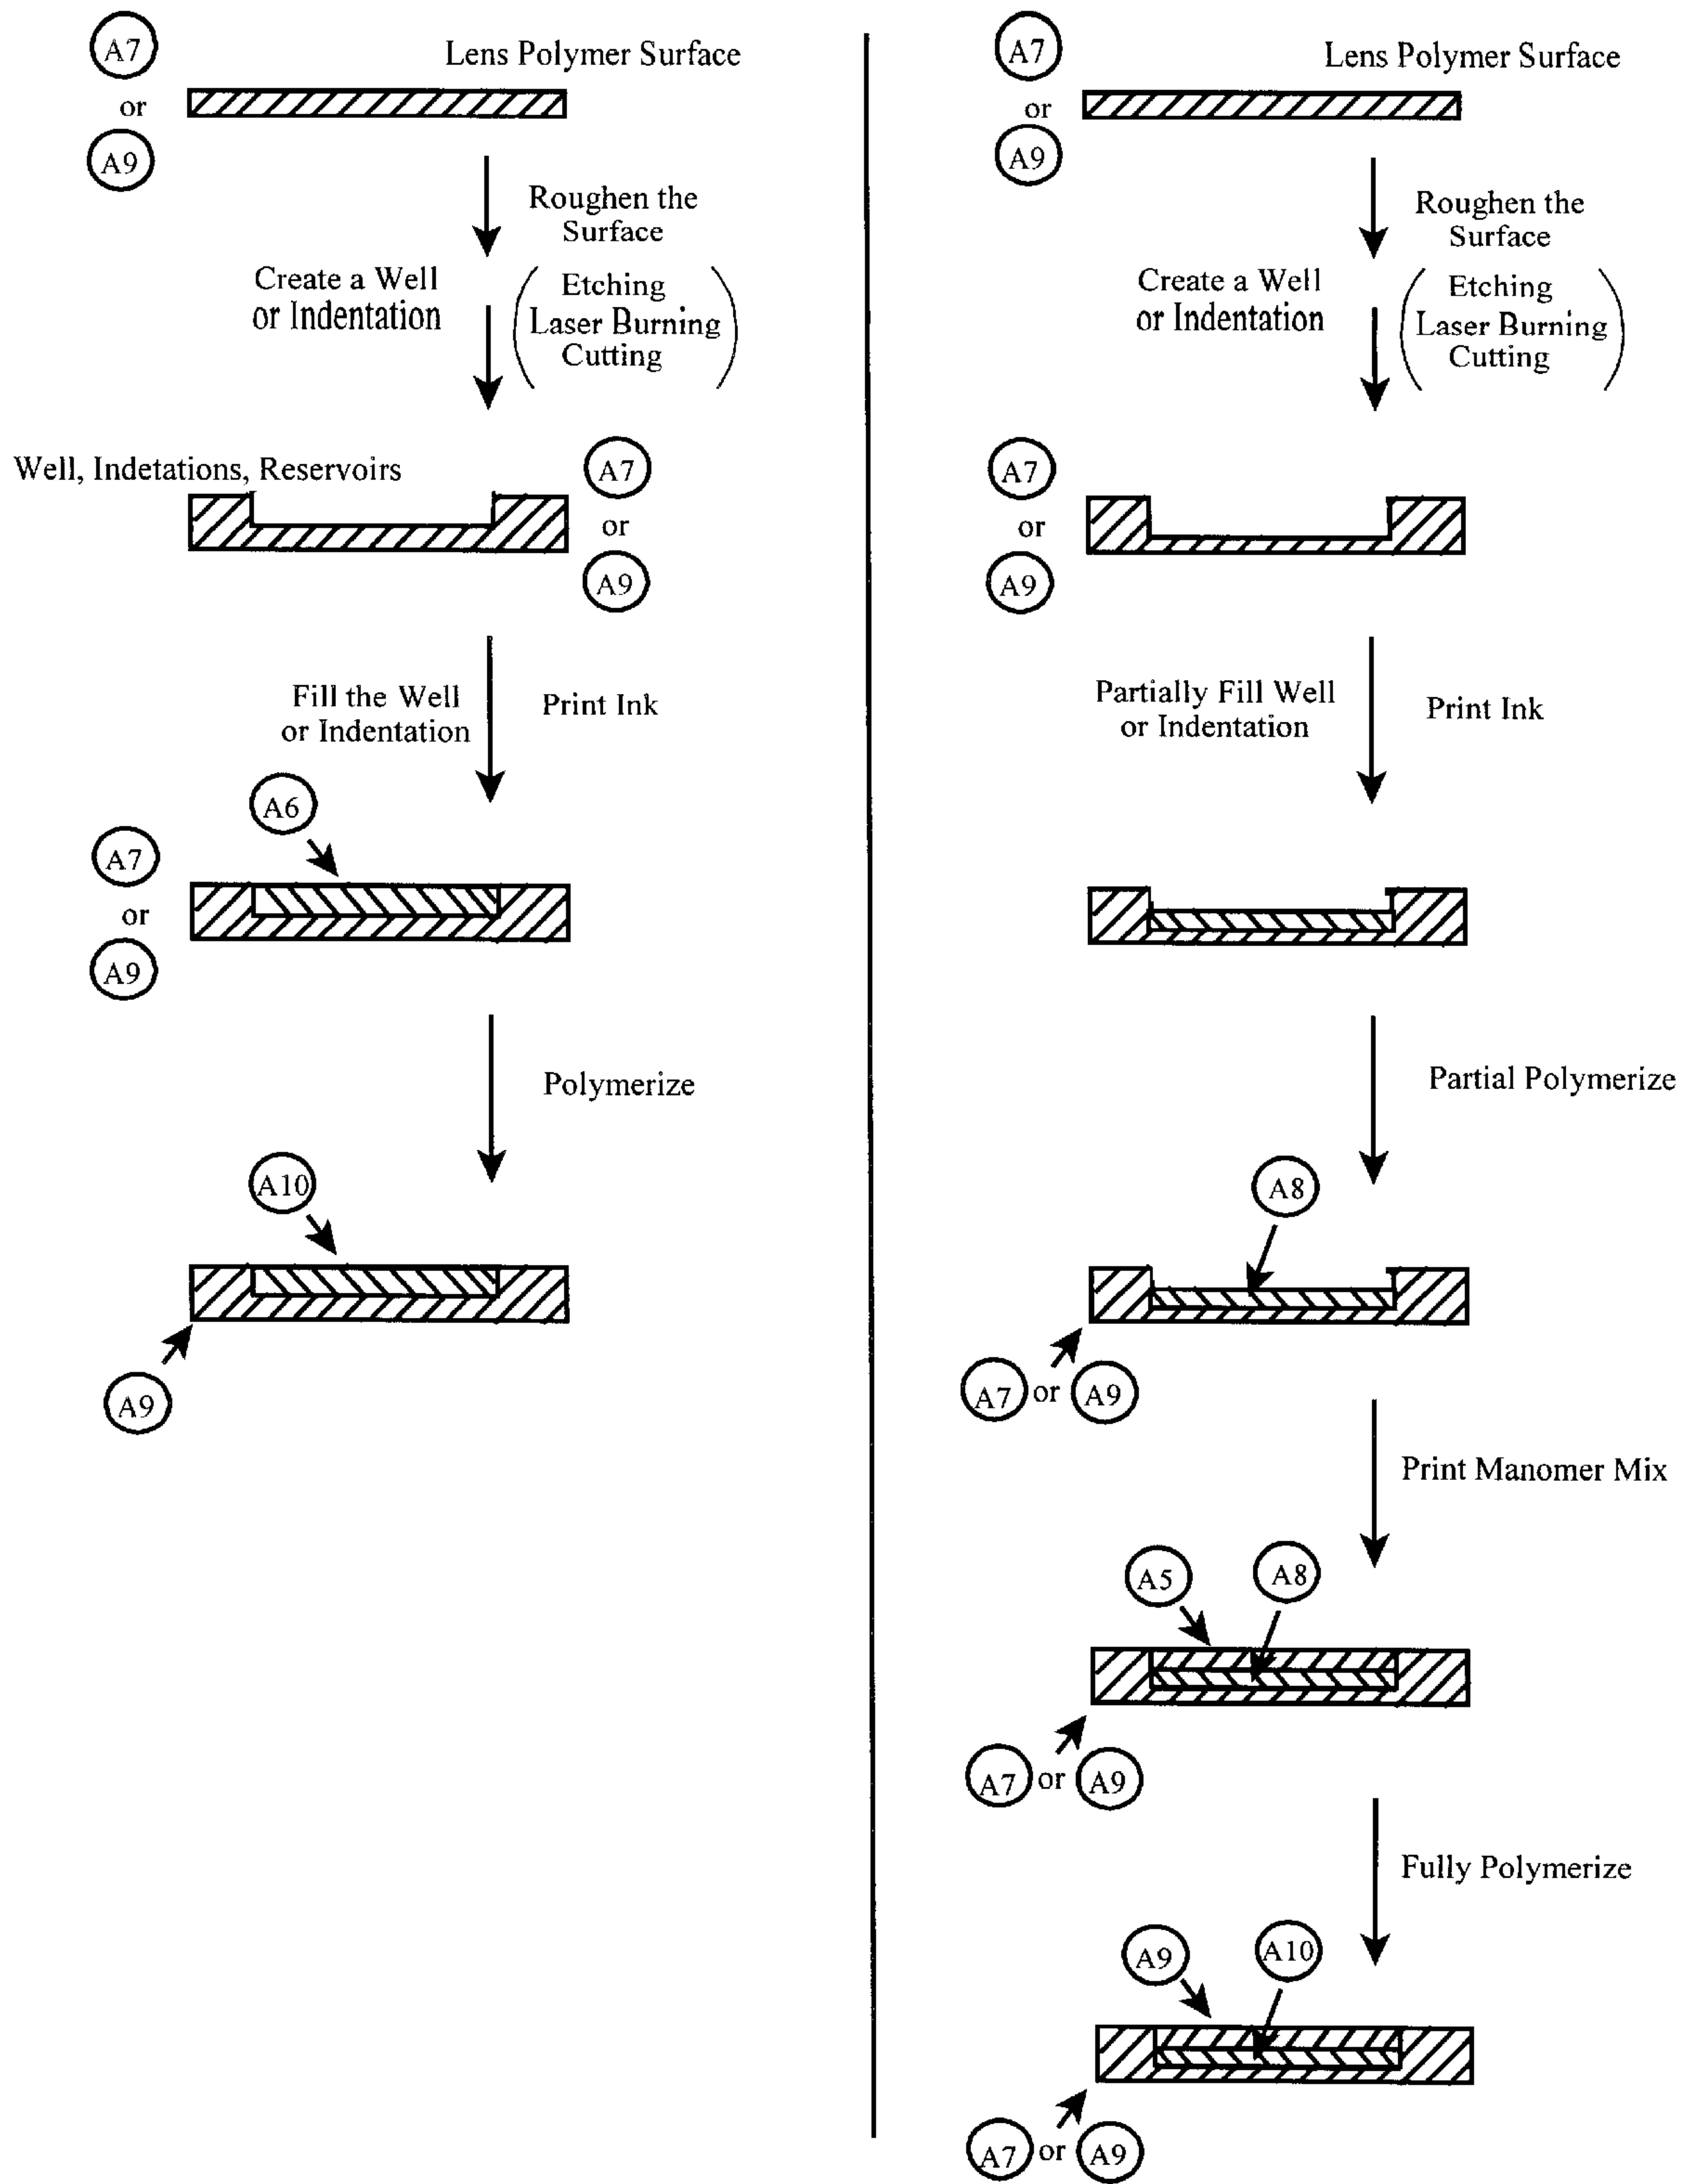 A7
or
A9
Lens Polymer Surface
Roughen the
Surface
Create a Well
or Indentation
Etching
Laser Burning
Cutting
Well, Indetations, Reservoirs
A7
or
A9
Fill the Well
or Indentation
Print Ink
A6
A7
or
A9
Polymerize
A10
A9
A7
or
A9
Lens Polymer Surface
Roughen the
Surface
Create a Well
or Indentation
Etching
Laser Burning
Cutting
A7
or
A9
Partially Fill Well
or Indentation
Print Ink
Partial Polymerize
A8
A7 or A9
Print Manomer Mix
A5
A8
A7 or A9
Fully Polymerize
A9
A10
A7 or A9